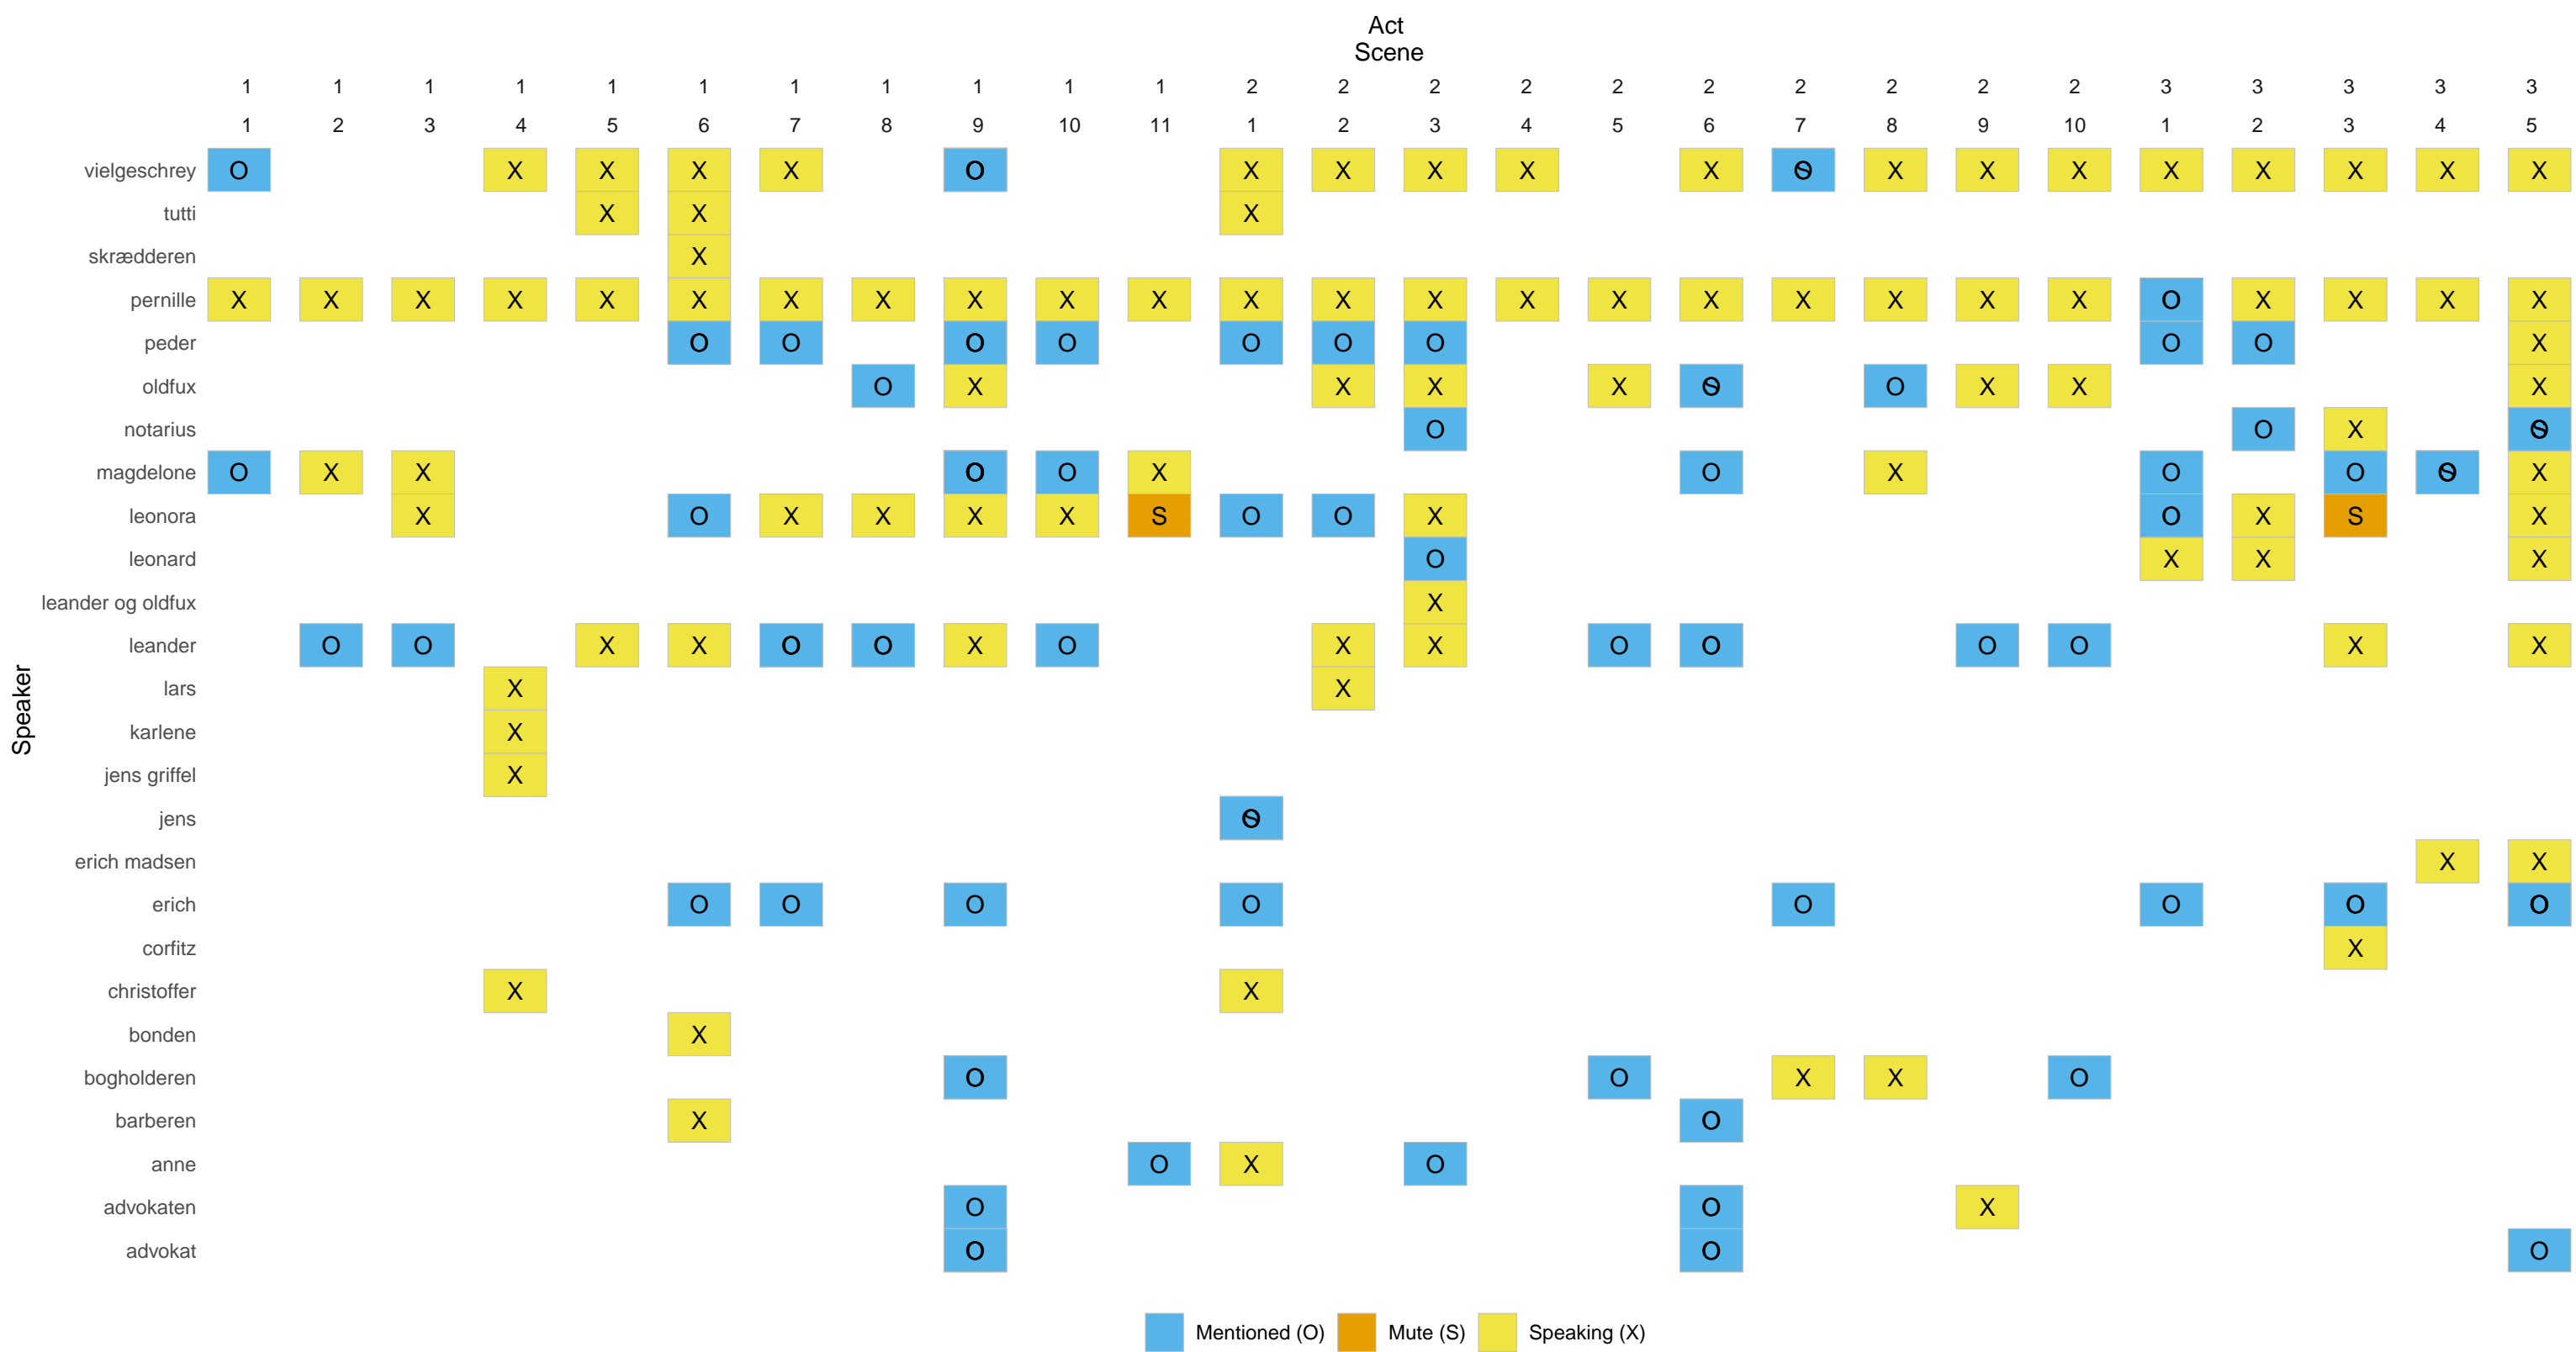 Act
Scene
1 1 1 1 1 1 1 1 1 1 1 2 2 2 2 2 2 2 2 2 2 3 3 3 3 3
1 2 3 4 5 6 7 8 9 10 11 1 2 3 4 5 6 7 8 9 10 1 2 3 4 5
vielgeschrey O X X X X O X X X X X O X X X X X X X X
tutti X X X
skrædderen X
pernille X X X X X X X X X X X X X X X X X X X X X O X X X X
peder O O O O O O O O O X
oldfux O X X X X O O X X X
notarius O O X O
magdelone O X X O O X O X O O O X
leonora X O X X X X S O O X O X S X
leonard O X X X
leander og oldfux X
leander O O X X O O X O X X O O O O X X
lars X X
karlene X
jens griffel X
jens O
erich madsen X X
erich O O O O O O O O
corfitz X
christoffer X X
bonden X
bogholderen O O X X O
barberen X O
anne O X O
advokaten O O X
advokat O O O
Speaker
Mentioned (O) Mute (S) Speaking (X)